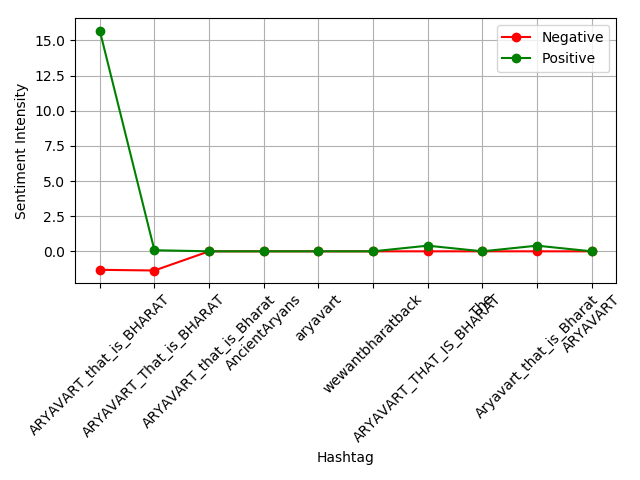 Negative
Positive
15.0
12.5
10.0
7.5
5.0
2.5
0.0
Sentiment Intensity
ARYAVART_that_is_BHARAT
ARYAVART_That_is_BHARAT
ARYAVART_that_is_Bharat
AncientAryans
aryavart
wewantbharatback
ARYAVART_THAT_IS_BHARAT
The
Aryavart_that_is_Bharat
ARYAVART
Hashtag